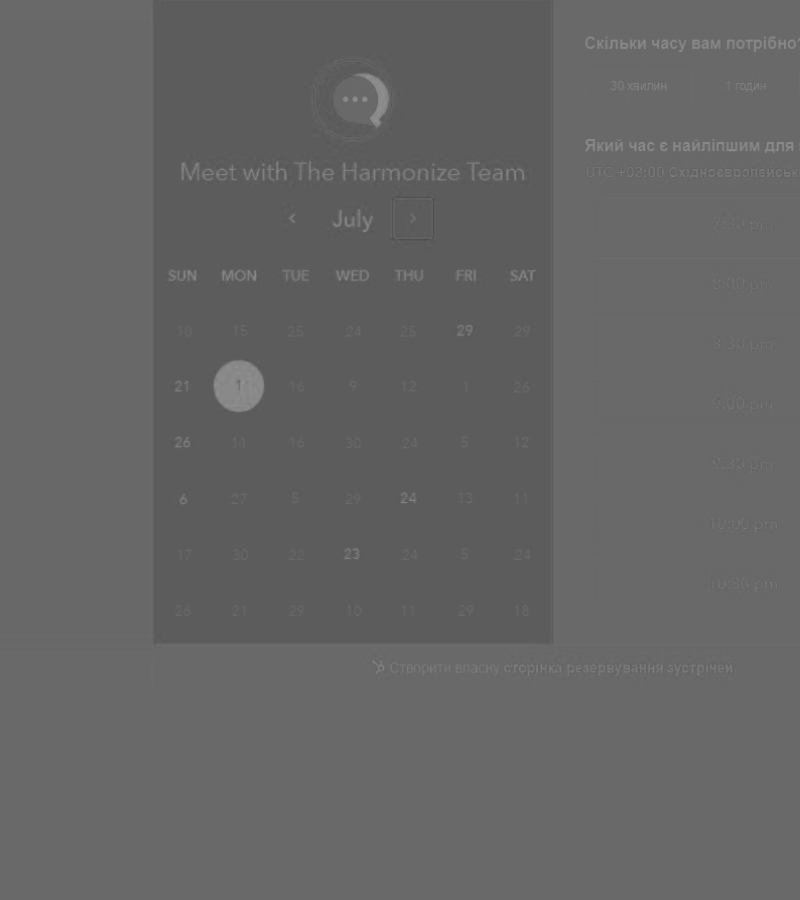 Meet with The Harmonize Team
July
SUN MON TUE WED THU FRI SAT
10 15 25 24 25 29 29
21 1 16 9 12 1 26
26 11 16 30 24 5 12
6 27 5 29 24 13 11
17 30 22 23 24 5 24
26 21 29 10 11 29 18
Скільки часу вам потрібно?
30 хвилин 1 годин
Який час є найліпшим для
UTC +03:00 Східноєвропейськ
7:30 pm
8:00 pm
8:30 pm
9:00 pm
9:30 pm
10:00 pm
10:30 pm
Створити власну сторінка резервування зустрічей